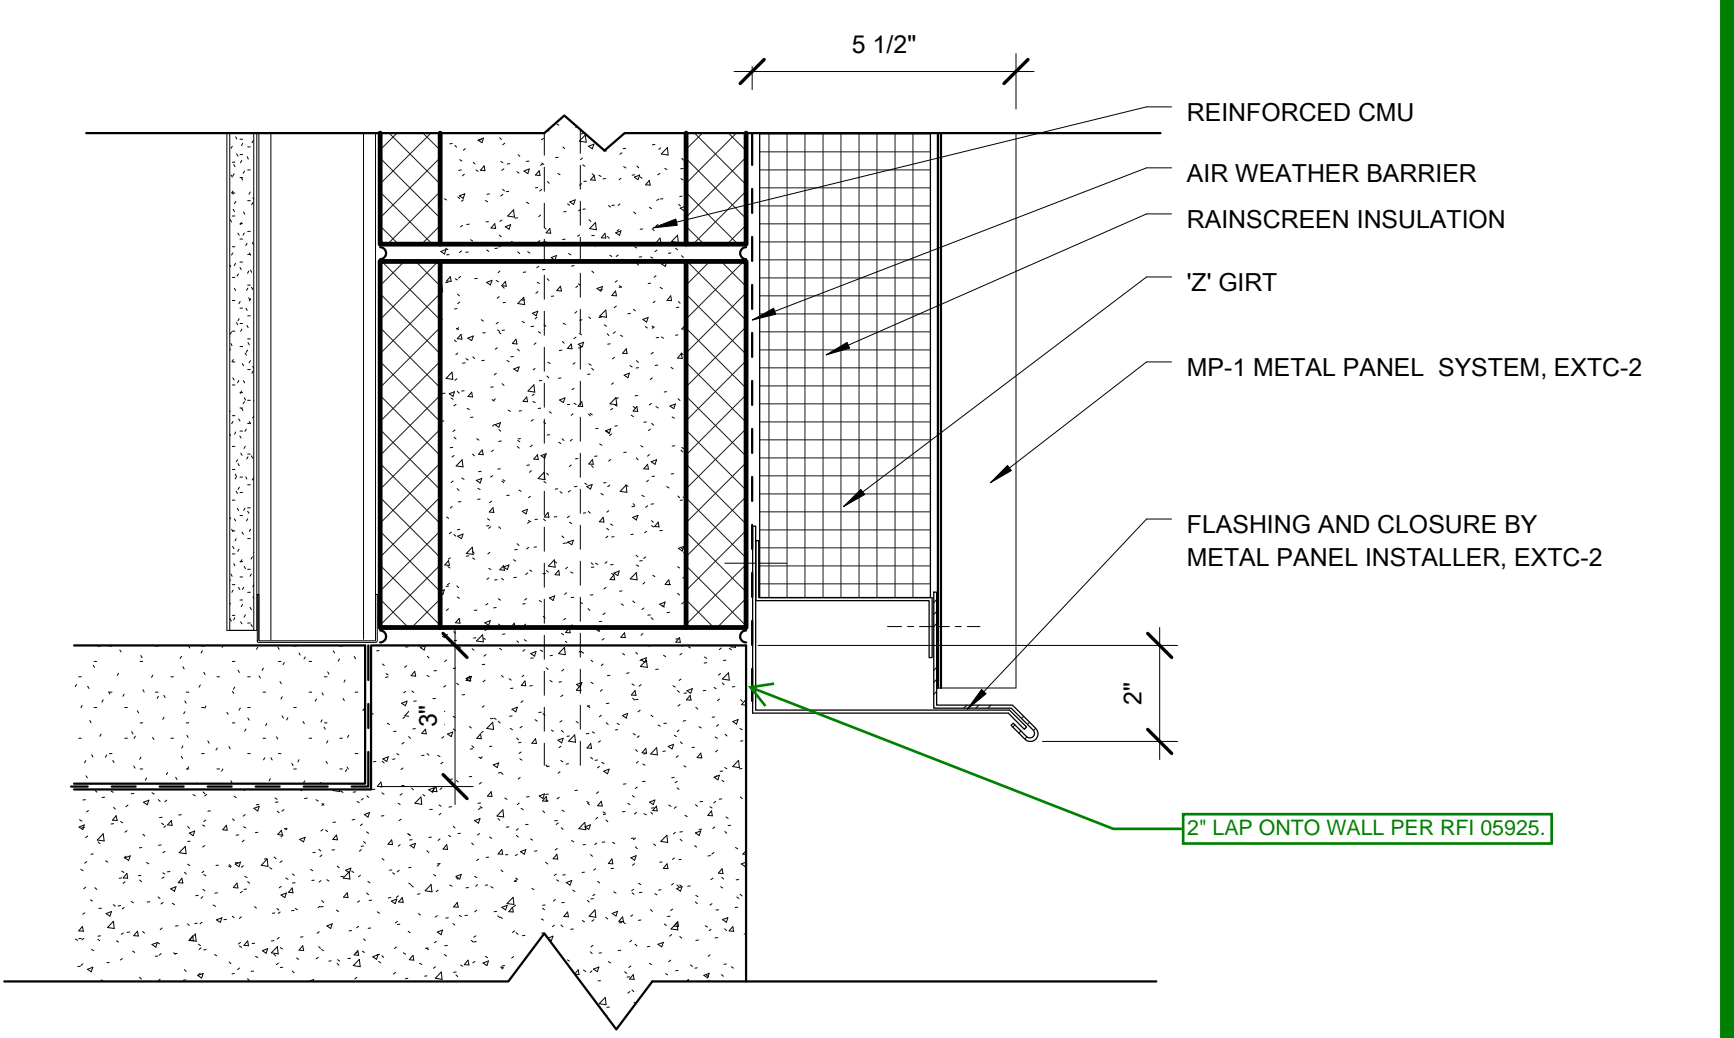 5 1/2"
REINFORCED CMU
AIR WEATHER BARRIER
RAINSCREEN INSULATION
'Z' GIRT
MP-1 METAL PANEL SYSTEM, EXTC-2
FLASHING AND CLOSURE BY
METAL PANEL INSTALLER, EXTC-2
3"
2"
2" LAP ONTO WALL PER RFI 05925.